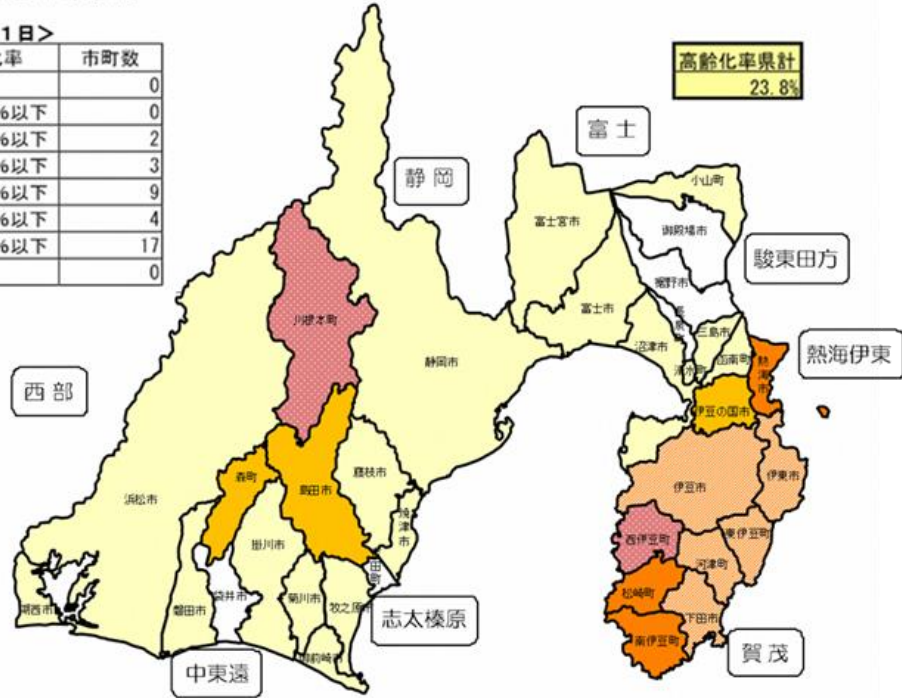 1日>
率 市町数
0
%以下 0
%以下 2
%以下 3
%以下 9
%以下 4
%以下 17
0
高齢化率県計
23.8%
富士
静岡
小山町
富士宮市
御殿場市
駿東田方
裾野市
富士市
長泉町
三島市
川根本町
沼津市
函南町
熱海伊東
静岡市
清水町
熱海市
西部
伊豆の国市
森町
藤枝市
伊東市
島田市
伊豆市
浜松市
焼津市
掛川市
西伊豆町
東伊豆町
河津町
田町
袋井市
松崎町
湖西市
磐田市
菊川市
牧之原市
志太榛原
下田市
南伊豆町
賀茂
御前崎市
中東遠